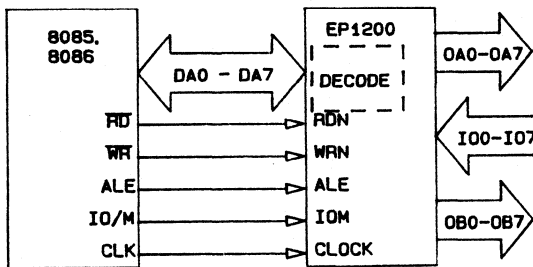 8085,
8086
EP1200
DECODE
DA0 - DA7
OA0-OA7
IO0-IO7
OB0-OB7
RD
WR
ALE
IO/M
CLK
RDN
WRN
ALE
IOM
CLOCK